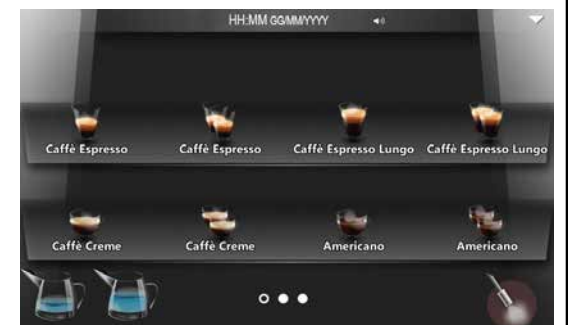 HH:MM GG/MM/YYYY
Caffè Espresso Caffè Espresso Caffè Espresso Lungo Caffè Espresso Lungo
Caffè Creme Caffè Creme Americano Americano